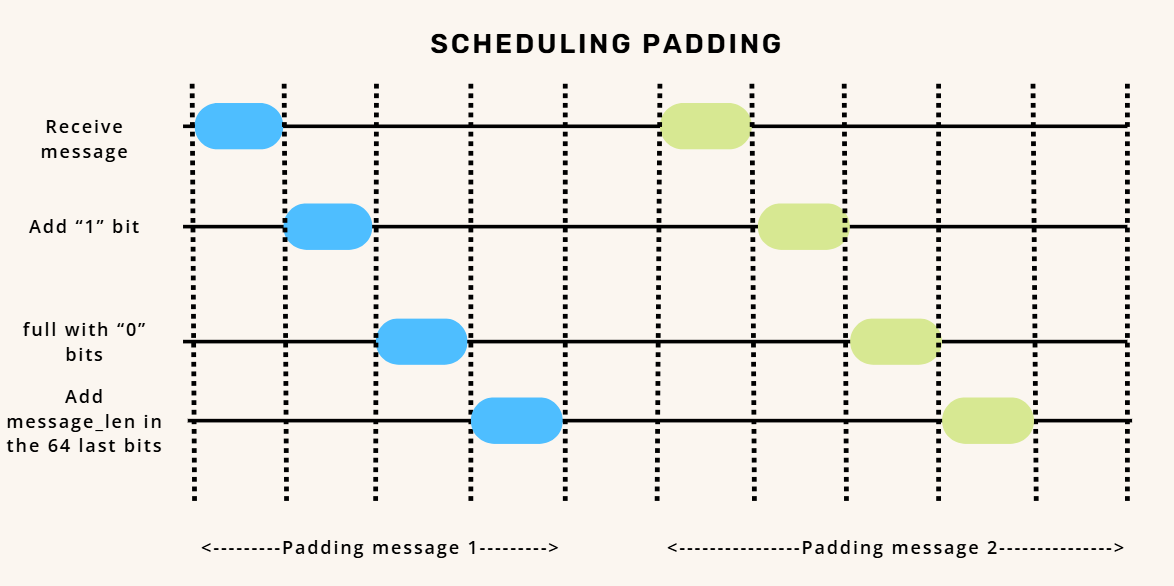 SCHEDULING PADDING
Receive
message
Add “1” bit
full with “0”
bits
Add
message_len in
the 64 last bits
<---------Padding message 1--------->
<----------------Padding message 2--------------->